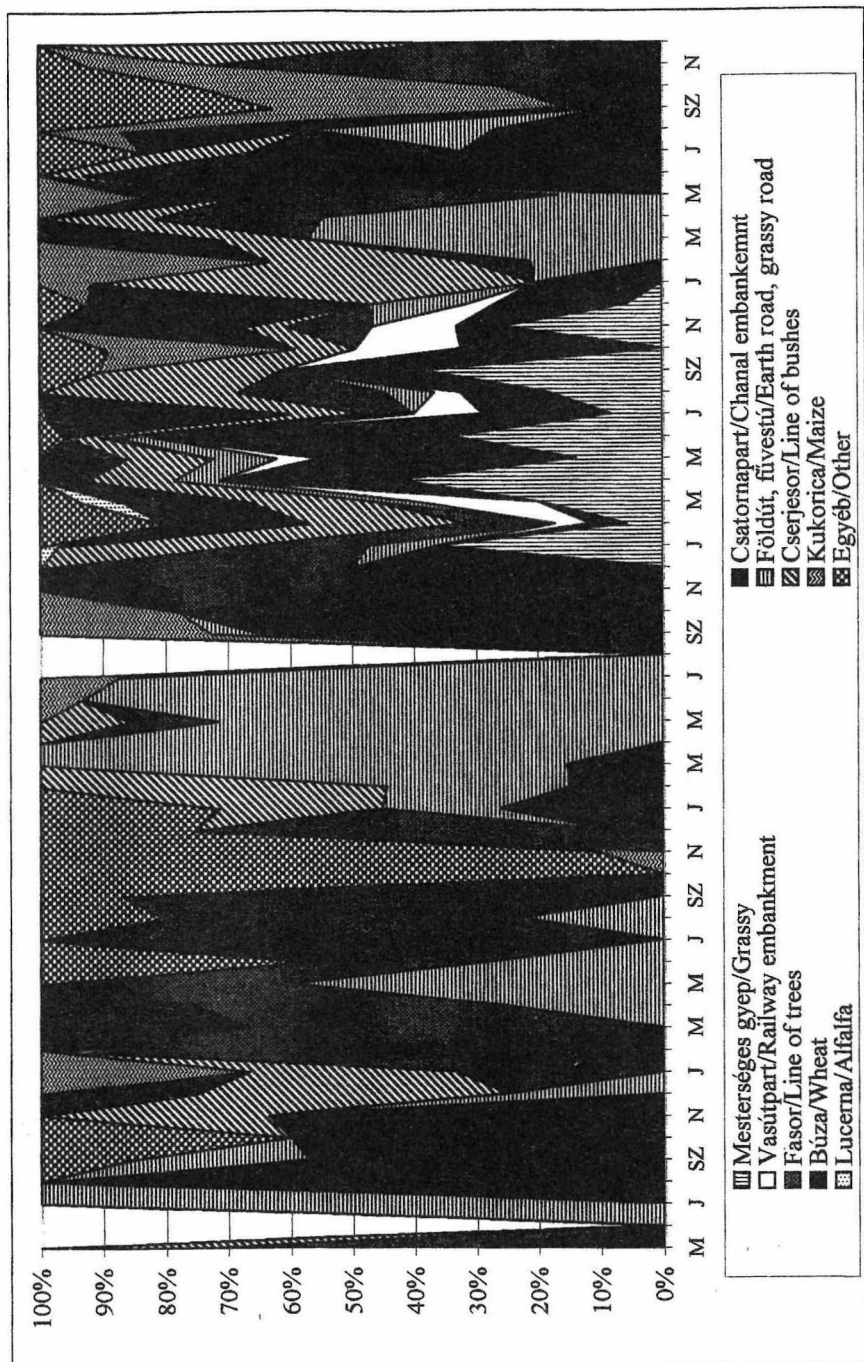 100%
90%
80%
70%
60%
50%
40%
30%
20%
10%
0%
M J SZ N J M M J SZ N J M M J SZ N J M M J SZ N J M M J SZ N
Mesterséges gyep/Grassy
Vasútpart/Railway embankment
Fasor/Line of trees
Búza/Wheat
Lucerna/Alfalfa
Csatornapart/Chanal embankemnt
Földút, fűvestú/Earth road, grassy road
Cserjesor/Line of bushes
Kukorica/Maize
Egyéb/Other